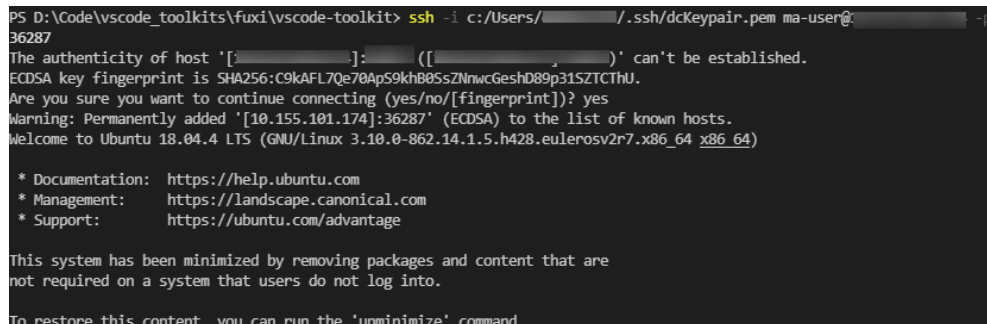 PS D:\Code\vscode_toolkits\fuxi\vscode-toolkit> ssh -i c:/Users/ /.ssh/dcKeypair.pem ma-user@ -p
36287
The authenticity of host '[ ]: ([ )' can't be established.
ECDSA key fingerprint is SHA256:C9kAFL7Qe70ApS9khB0SsZNnwcGeshD89p31SZTCThU.
Are you sure you want to continue connecting (yes/no/[fingerprint])? yes
Warning: Permanently added '[10.155.101.174]:36287' (ECDSA) to the list of known hosts.
Welcome to Ubuntu 18.04.4 LTS (GNU/Linux 3.10.0-862.14.1.5.h428.eulerosv2r7.x86_64 x86_64)
* Documentation: https://help.ubuntu.com
* Management: https://landscape.canonical.com
* Support: https://ubuntu.com/advantage
This system has been minimized by removing packages and content that are
not required on a system that users do not log into.
To restore this content, you can run the 'unminimize' command